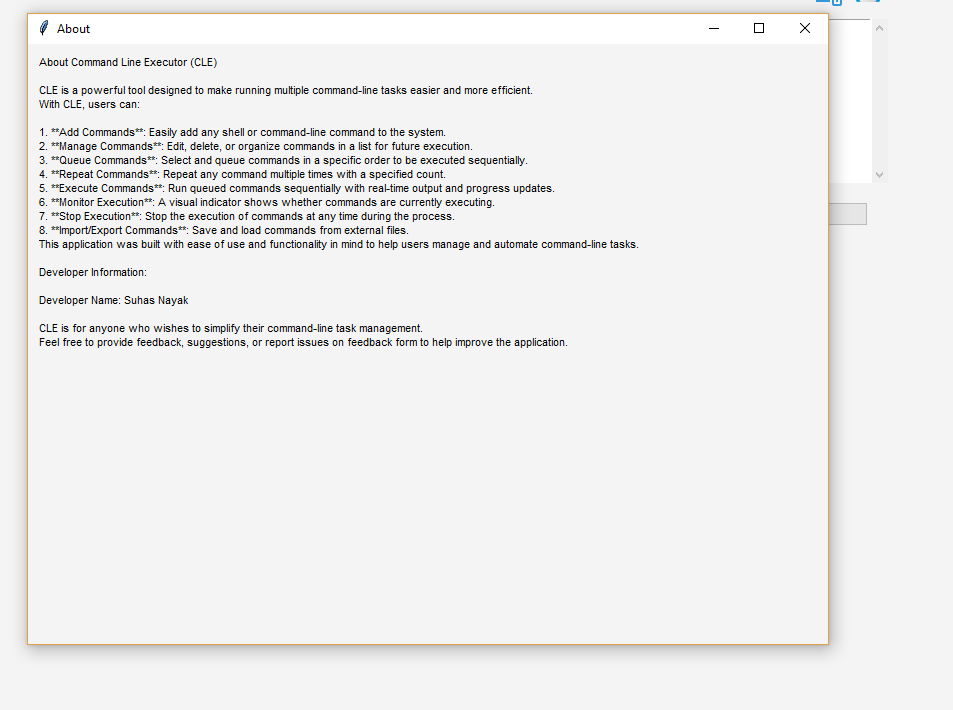 About
About Command Line Executor (CLE)
CLE is a powerful tool designed to make running multiple command-line tasks easier and more efficient.
With CLE, users can:
1. **Add Commands**: Easily add any shell or command-line command to the system.
2. **Manage Commands**: Edit, delete, or organize commands in a list for future execution.
3. **Queue Commands**: Select and queue commands in a specific order to be executed sequentially.
4. **Repeat Commands**: Repeat any command multiple times with a specified count.
5. **Execute Commands**: Run queued commands sequentially with real-time output and progress updates.
6. **Monitor Execution**: A visual indicator shows whether commands are currently executing.
7. **Stop Execution**: Stop the execution of commands at any time during the process.
8. **Import/Export Commands**: Save and load commands from external files.
This application was built with ease of use and functionality in mind to help users manage and automate command-line tasks.
Developer Information:
Developer Name: Suhas Nayak
CLE is for anyone who wishes to simplify their command-line task management.
Feel free to provide feedback, suggestions, or report issues on feedback form to help improve the application.